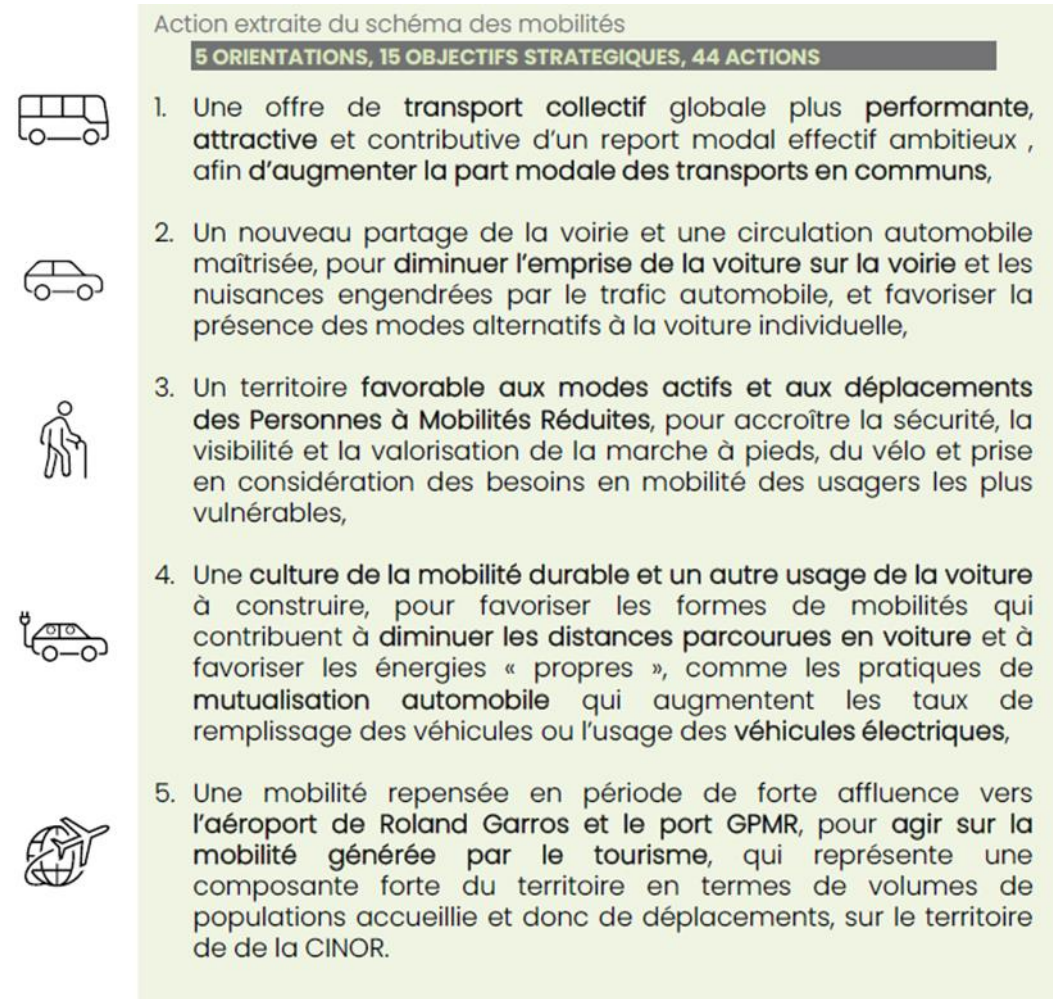 Action extraite du schéma des mobilités
5 ORIENTATIONS, 15 OBJECTIFS STRATEGIQUES, 44 ACTIONS
1. Une offre de transport collectif globale plus performante,
attractive et contributive d'un report modal effectif ambitieux ,
afin d'augmenter la part modale des transports en communs,
2. Un nouveau partage de la voirie et une circulation automobile
maîtrisée, pour diminuer l'emprise de la voiture sur la voirie et les
nuisances engendrées par le trafic automobile, et favoriser la
présence des modes alternatifs à la voiture individuelle,
3. Un territoire favorable aux modes actifs et aux déplacements
des Personnes à Mobilités Réduites, pour accroître la sécurité, la
visibilité et la valorisation de la marche à pieds, du vélo et prise
en considération des besoins en mobilité des usagers les plus
vulnérables,
4. Une culture de la mobilité durable et un autre usage de la voiture
à construire, pour favoriser les formes de mobilités qui
contribuent à diminuer les distances parcourues en voiture et à
favoriser les énergies « propres », comme les pratiques de
mutualisation automobile qui augmentent les taux de
remplissage des véhicules ou l'usage des véhicules électriques,
5. Une mobilité repensée en période de forte affluence vers
l'aéroport de Roland Garros et le port GPMR, pour agir sur la
mobilité générée par le tourisme, qui représente une
composante forte du territoire en termes de volumes de
populations accueillie et donc de déplacements, sur le territoire
de de la CINOR.